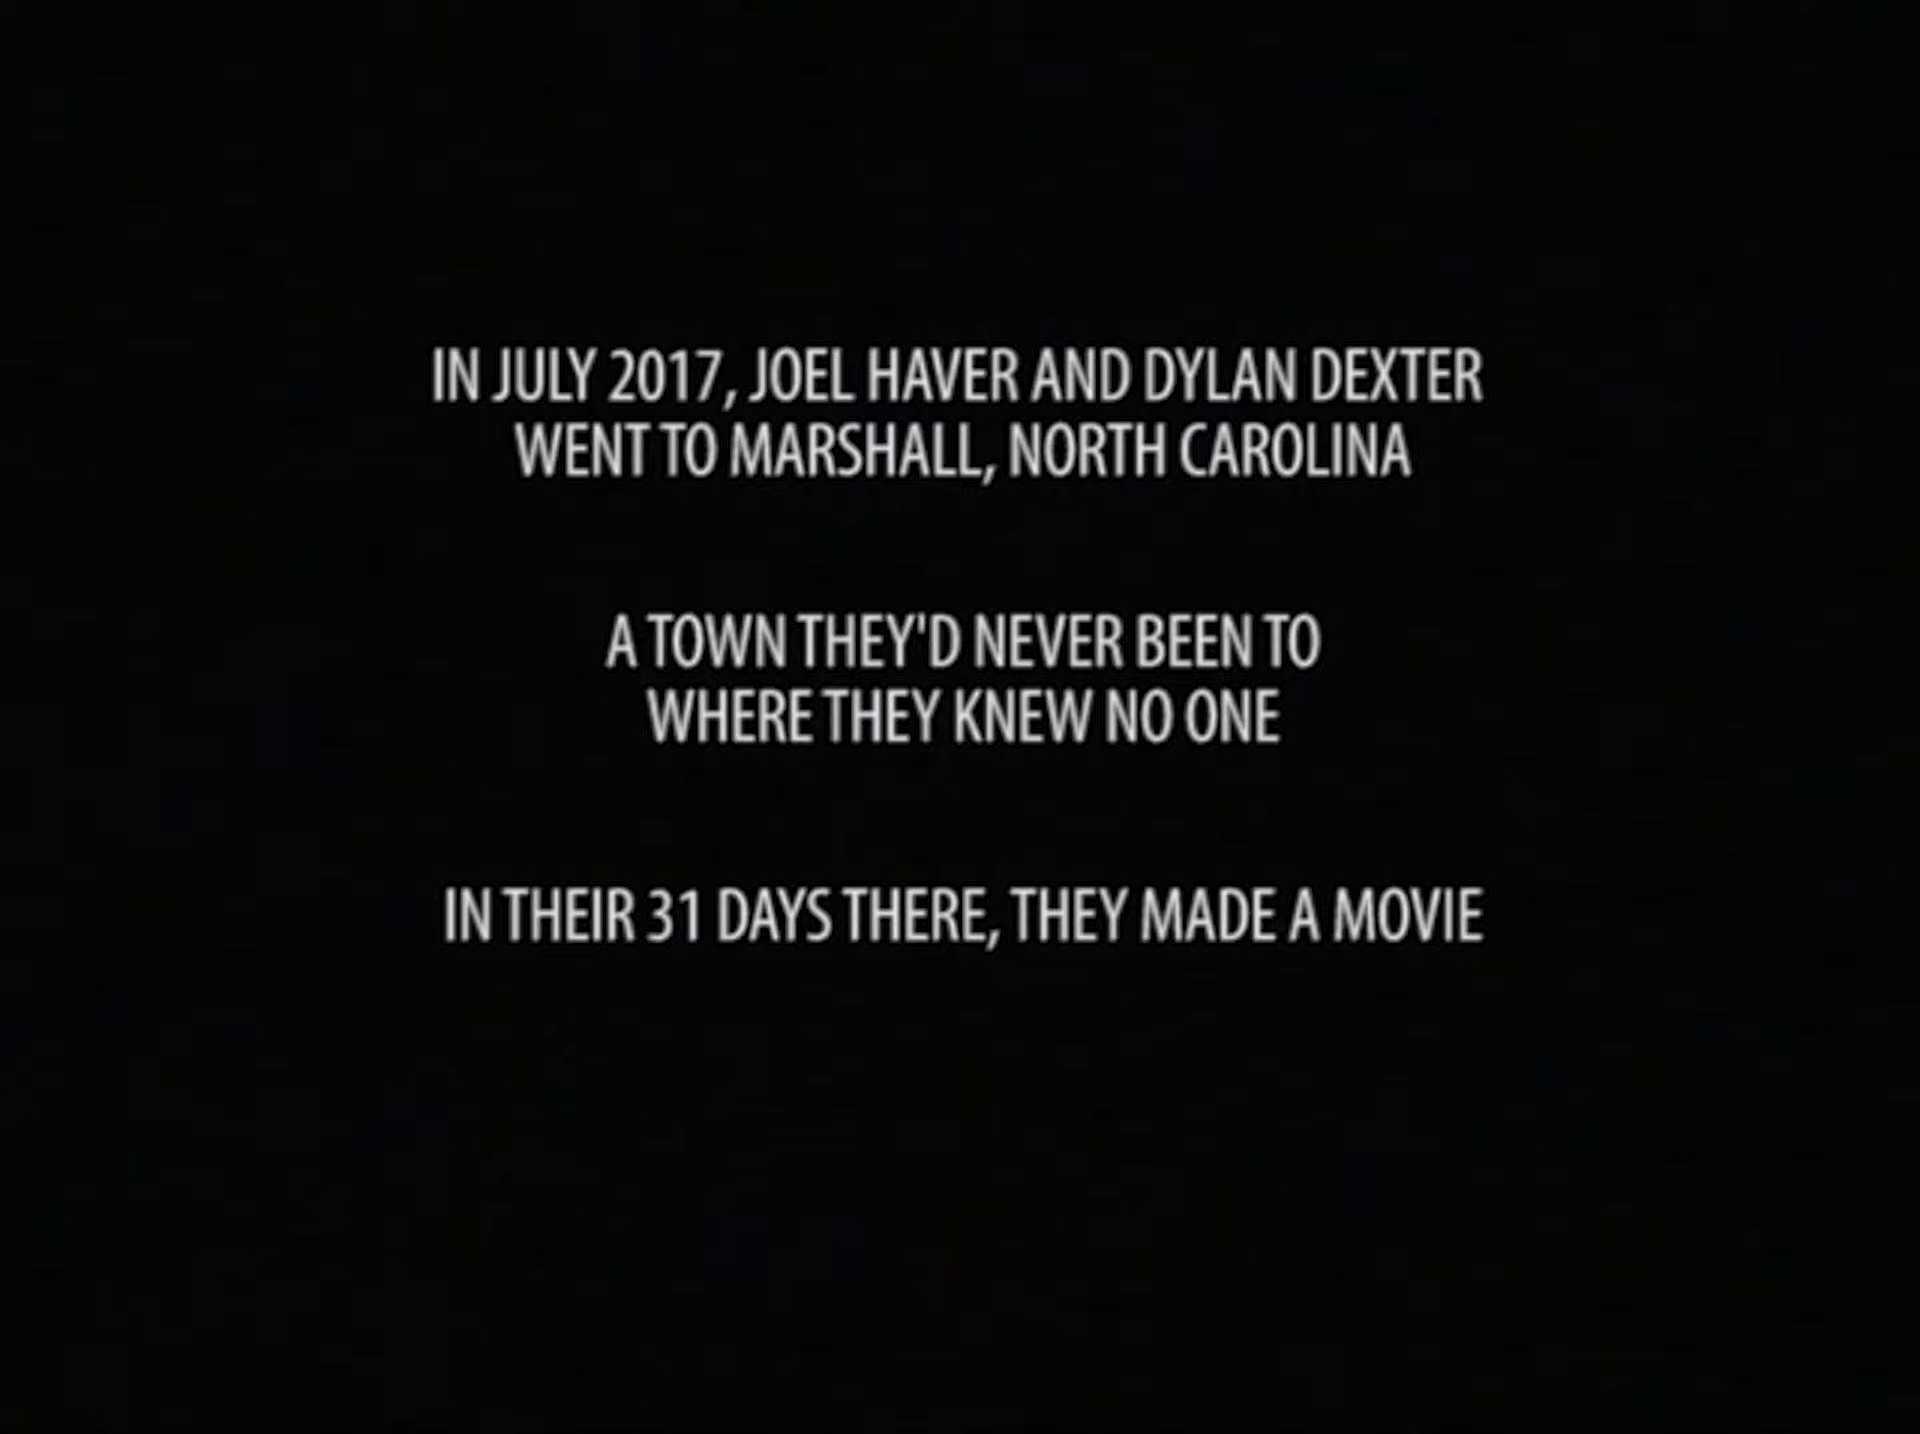 IN JULY 2017, JOEL HAVER AND DYLAN DEXTER
WENT TO MARSHALL, NORTH CAROLINA
A TOWN THEY'D NEVER BEEN TO
WHERE THEY KNEW NO ONE
IN THEIR 31 DAYS THERE, THEY MADE A MOVIE